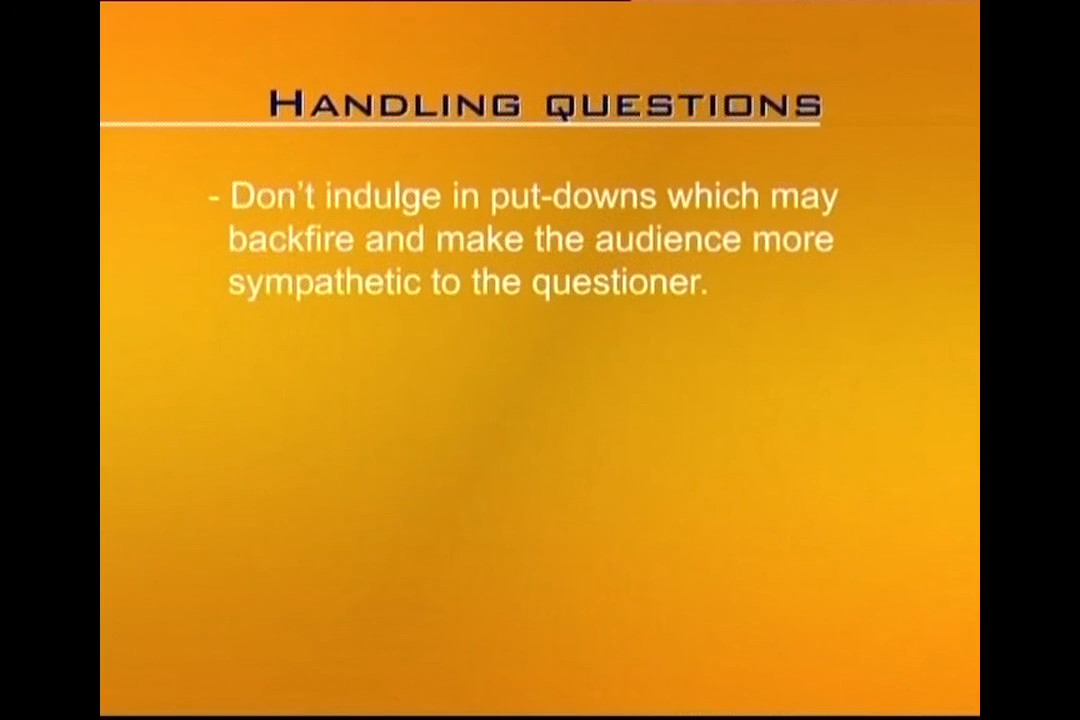 HANDLING QUESTIONS
- Don't indulge in put-downs which may
backfire and make the audience more
sympathetic to the questioner.